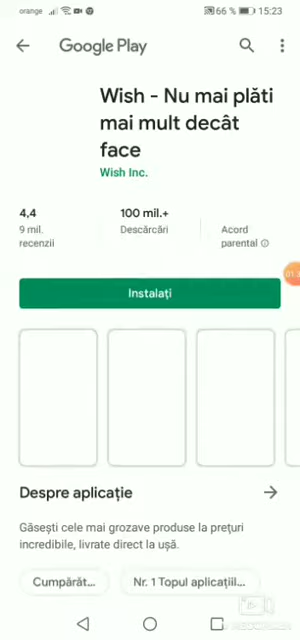 orange 66 % 15:23
Google Play
Wish - Nu mai plăti
mai mult decât
face
Wish Inc.
4,4 100 mil.+
9 mil. Descărcări Acord
recenzii parental
Instalați
Despre aplicație
Găsești cele mai grozave produse la prețuri
incredibile, livrate direct la ușă.
Cumpărăt... Nr. 1 Topul aplicațiil...